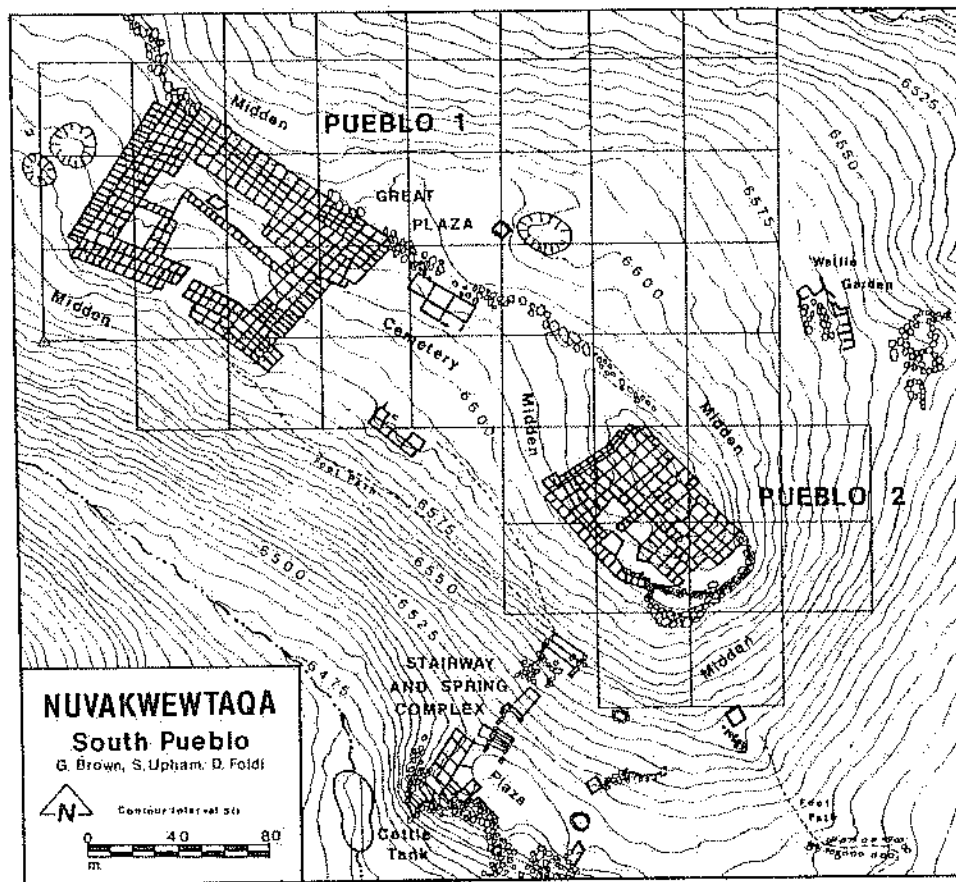 Midden
PUEBLO 1
6525
6550
GREAT
PLAZA
6575
6600
Midden
Cemetery
Garden
6600
Midden
Midden
PUEBLO 2
Foot Path
6575
6550
6500
6525
6475
STAIRWAY
AND SPRING
COMPLEX
Midden
Plaza
Cattle
Tank
Foot
Path
NUVAKWEWTAQA
South Pueblo
G. Brown, S. Upham, D. Foldi
N
Contour Interval
0 40 80
m.